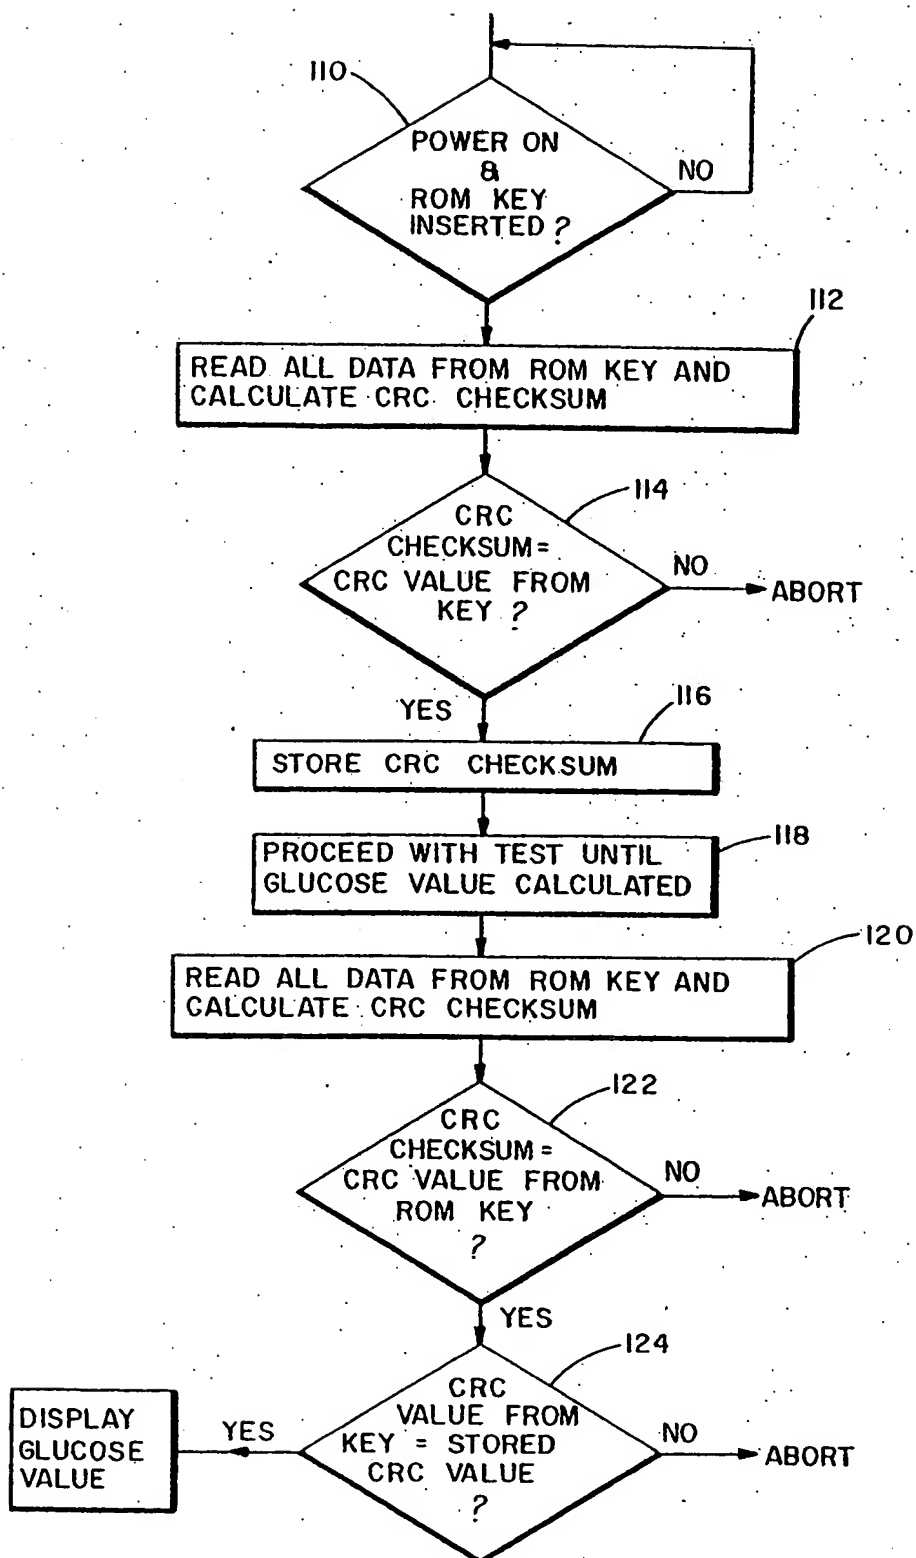 110
POWER ON
&
ROM KEY
INSERTED?
NO
112
READ ALL DATA FROM ROM KEY AND
CALCULATE CRC CHECKSUM
114
CRC
CHECKSUM =
CRC VALUE FROM
KEY ?
NO
ABORT
YES
116
STORE CRC CHECKSUM
118
PROCEED WITH TEST UNTIL
GLUCOSE VALUE CALCULATED
120
READ ALL DATA FROM ROM KEY AND
CALCULATE CRC CHECKSUM
122
CRC
CHECKSUM =
CRC VALUE FROM
ROM KEY
?
NO
ABORT
YES
124
CRC
VALUE FROM
KEY = STORED
CRC VALUE
?
NO
ABORT
YES
DISPLAY
GLUCOSE
VALUE